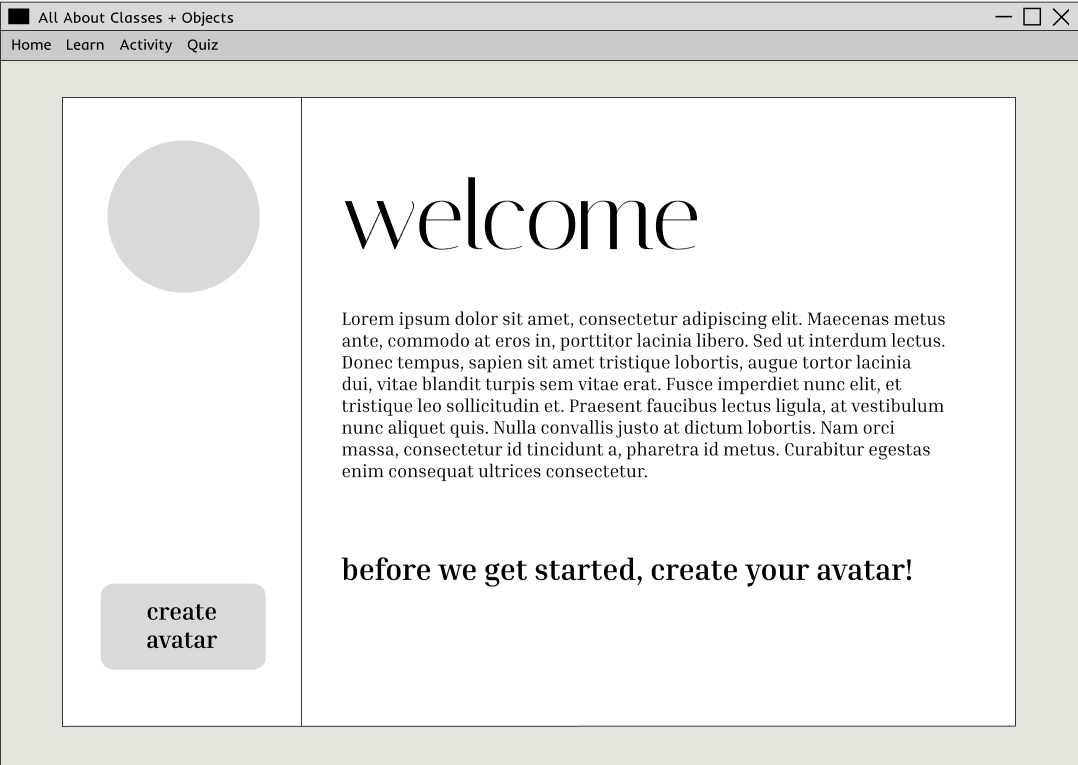 All About Classes + Objects
Home Learn Activity Quiz
welcome
Lorem ipsum dolor sit amet, consectetur adipiscing elit. Maecenas metus
ante, commodo at eros in, porttitor lacinia libero. Sed ut interdum lectus.
Donec tempus, sapien sit amet tristique lobortis, augue tortor lacinia
dui, vitae blandit turpis sem vitae erat. Fusce imperdiet nunc elit, et
tristique leo sollicitudin et. Praesent faucibus lectus ligula, at vestibulum
nunc aliquet quis. Nulla convallis justo at dictum lobortis. Nam orci
massa, consectetur id tincidunt a, pharetra id metus. Curabitur egestas
enim consequat ultrices consectetur.
before we get started, create your avatar!
create
avatar